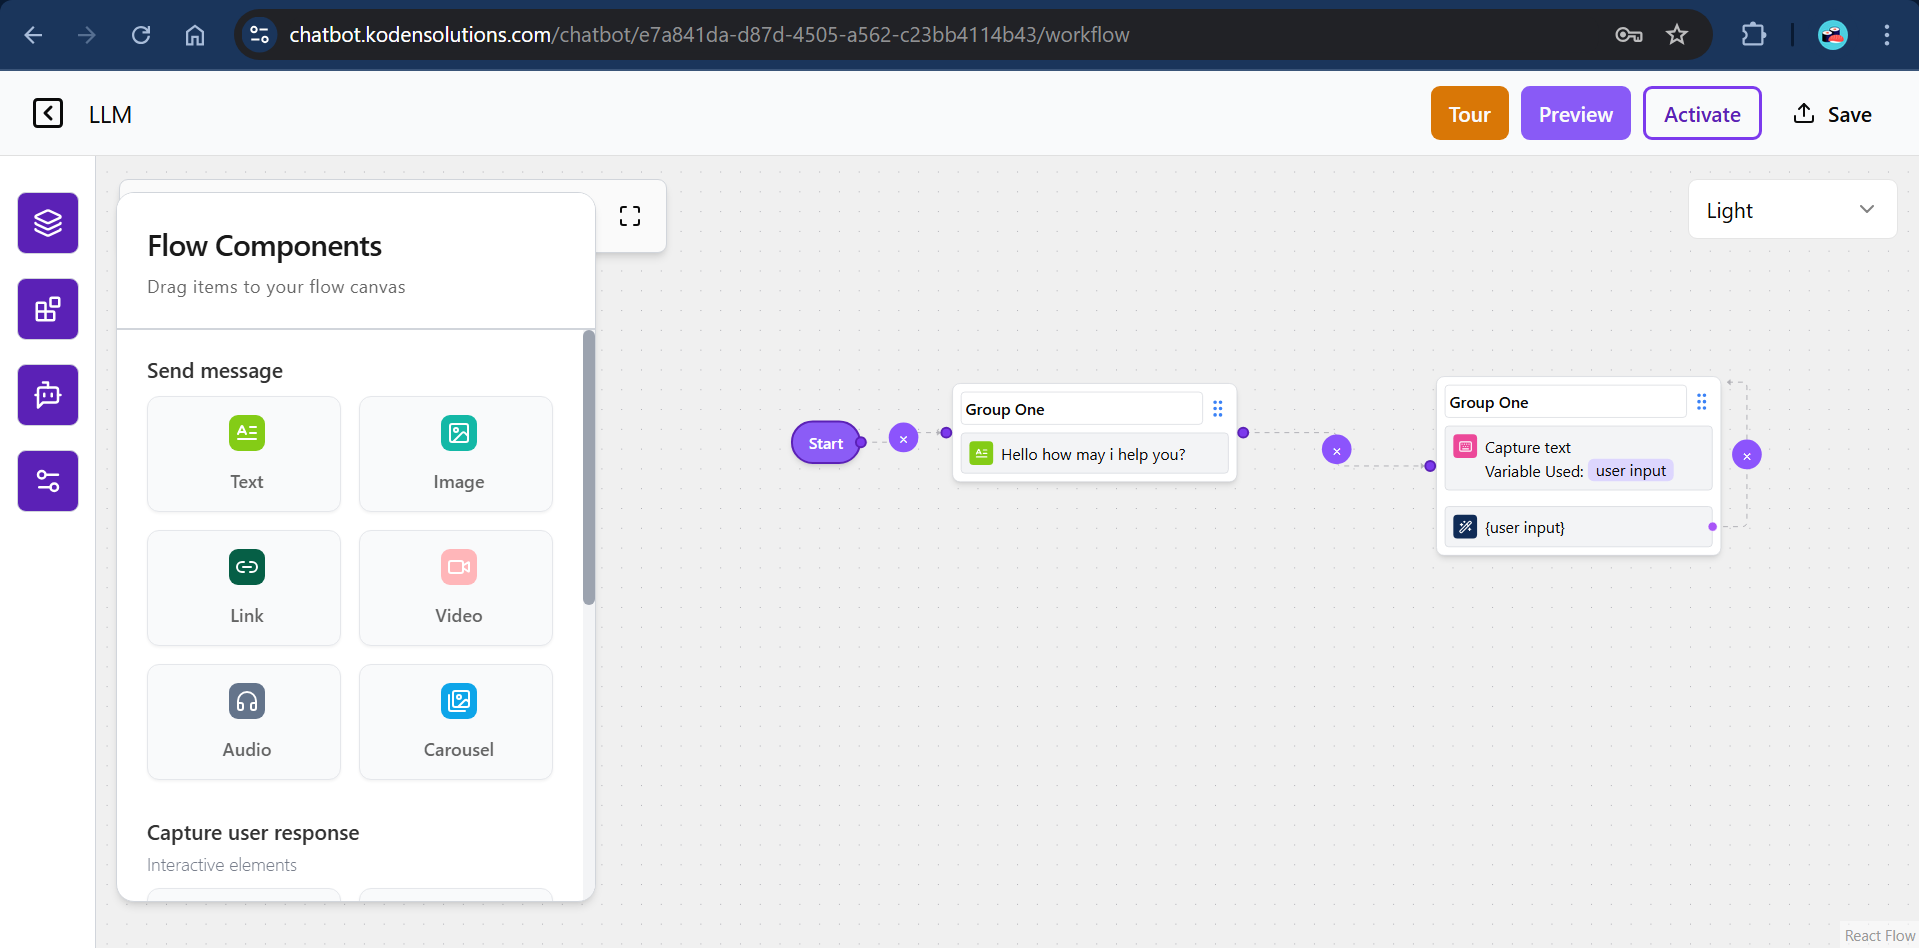 chatbot.kodensolutions.com/chatbot/e7a841da-d87d-4505-a562-c23bb4114b43/workflow
LLM
Tour
Preview
Activate
Save
Light
Flow Components
Drag items to your flow canvas
Send message
Text
Image
Link
Video
Audio
Carousel
Capture user response
Interactive elements
Start
Group One
Hello how may i help you?
Group One
Capture text
Variable Used: user input
{user input}
React Flow